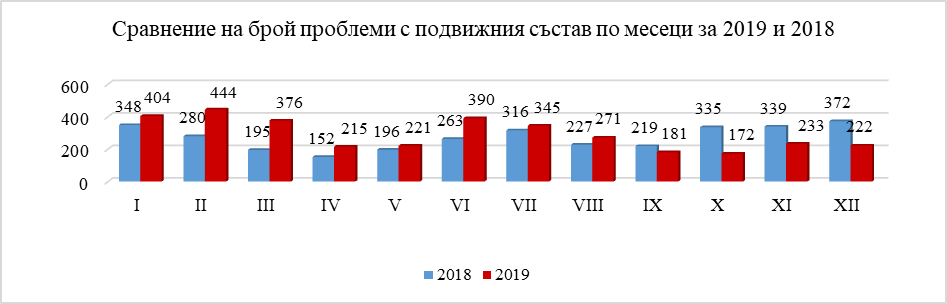 Сравнение на брой проблеми с подвижния състав по месеци за 2019 и 2018
600
400
200
0
348 404 280 444 195 376 152 215 196 221 263 390 316 345 227 271 219 181 335 172 339 233 372 222
I II III IV V VI VII VIII IX X XI XII
2018 2019